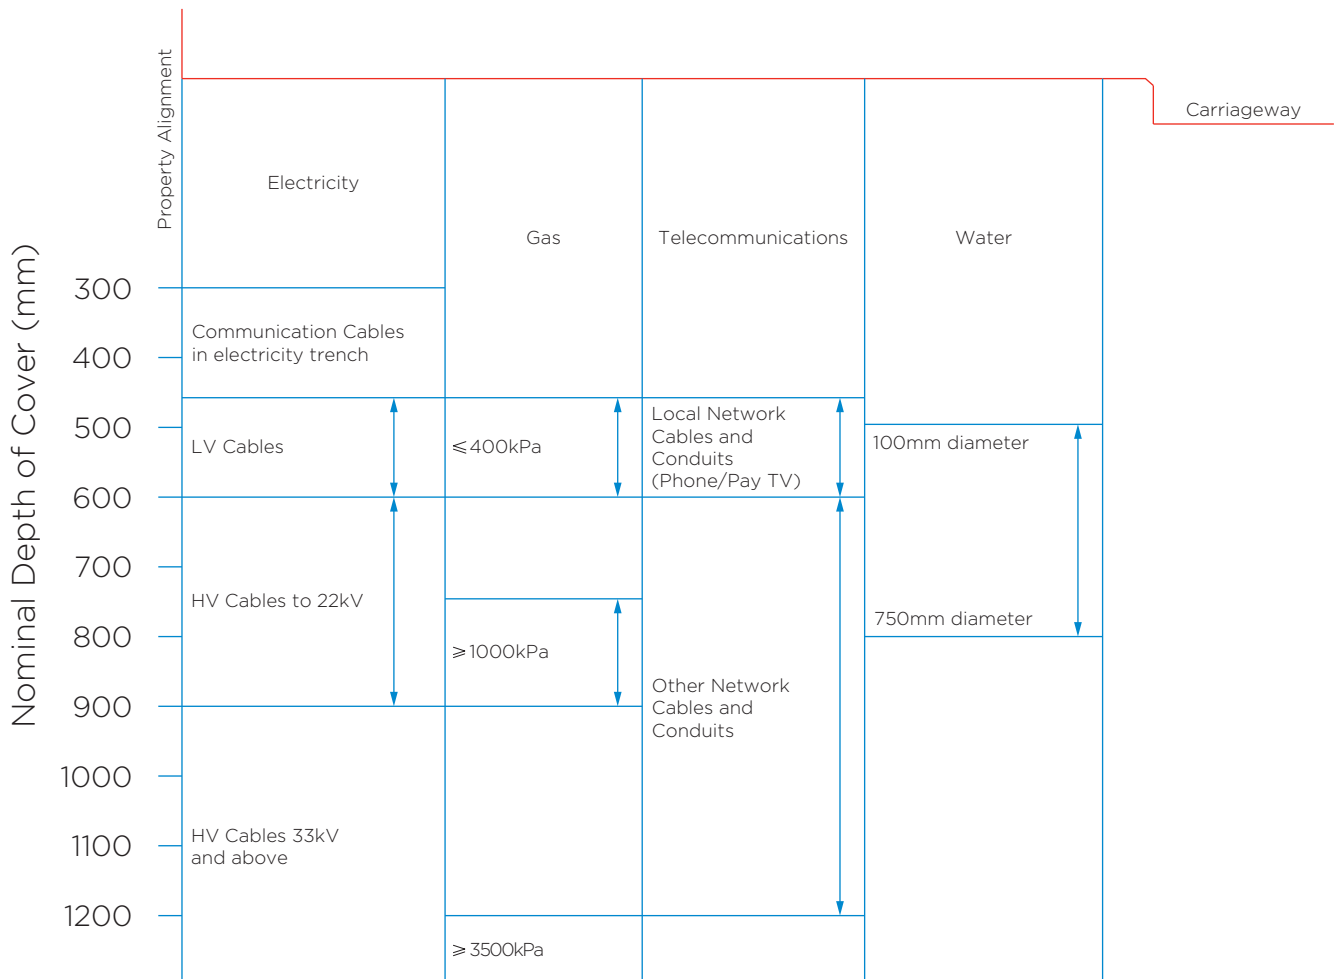 Property Alignment
Carriageway
Electricity
Gas
Telecommunications
Water
Nominal Depth of Cover (mm)
300
400
500
600
700
800
900
1000
1100
1200
Communication Cables
in electricity trench
LV Cables
HV Cables to 22kV
HV Cables 33kV
and above
⩽400kPa
⩾1000kPa
⩾3500kPa
Local Network
Cables and
Conduits
(Phone/Pay TV)
Other Network
Cables and
Conduits
100mm diameter
750mm diameter